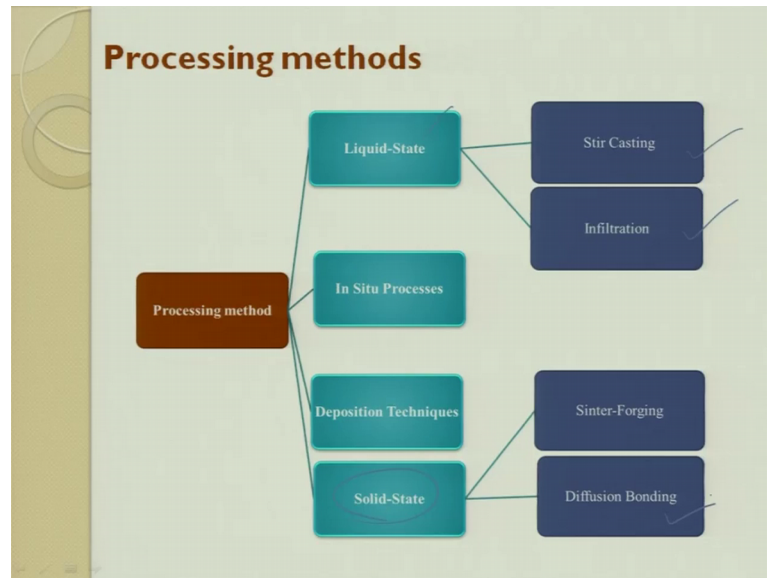 Processing methods
Liquid-State
Stir Casting
Infiltration
In Situ Processes
Processing method
Deposition Techniques
Sinter-Forging
Solid-State
Diffusion Bonding